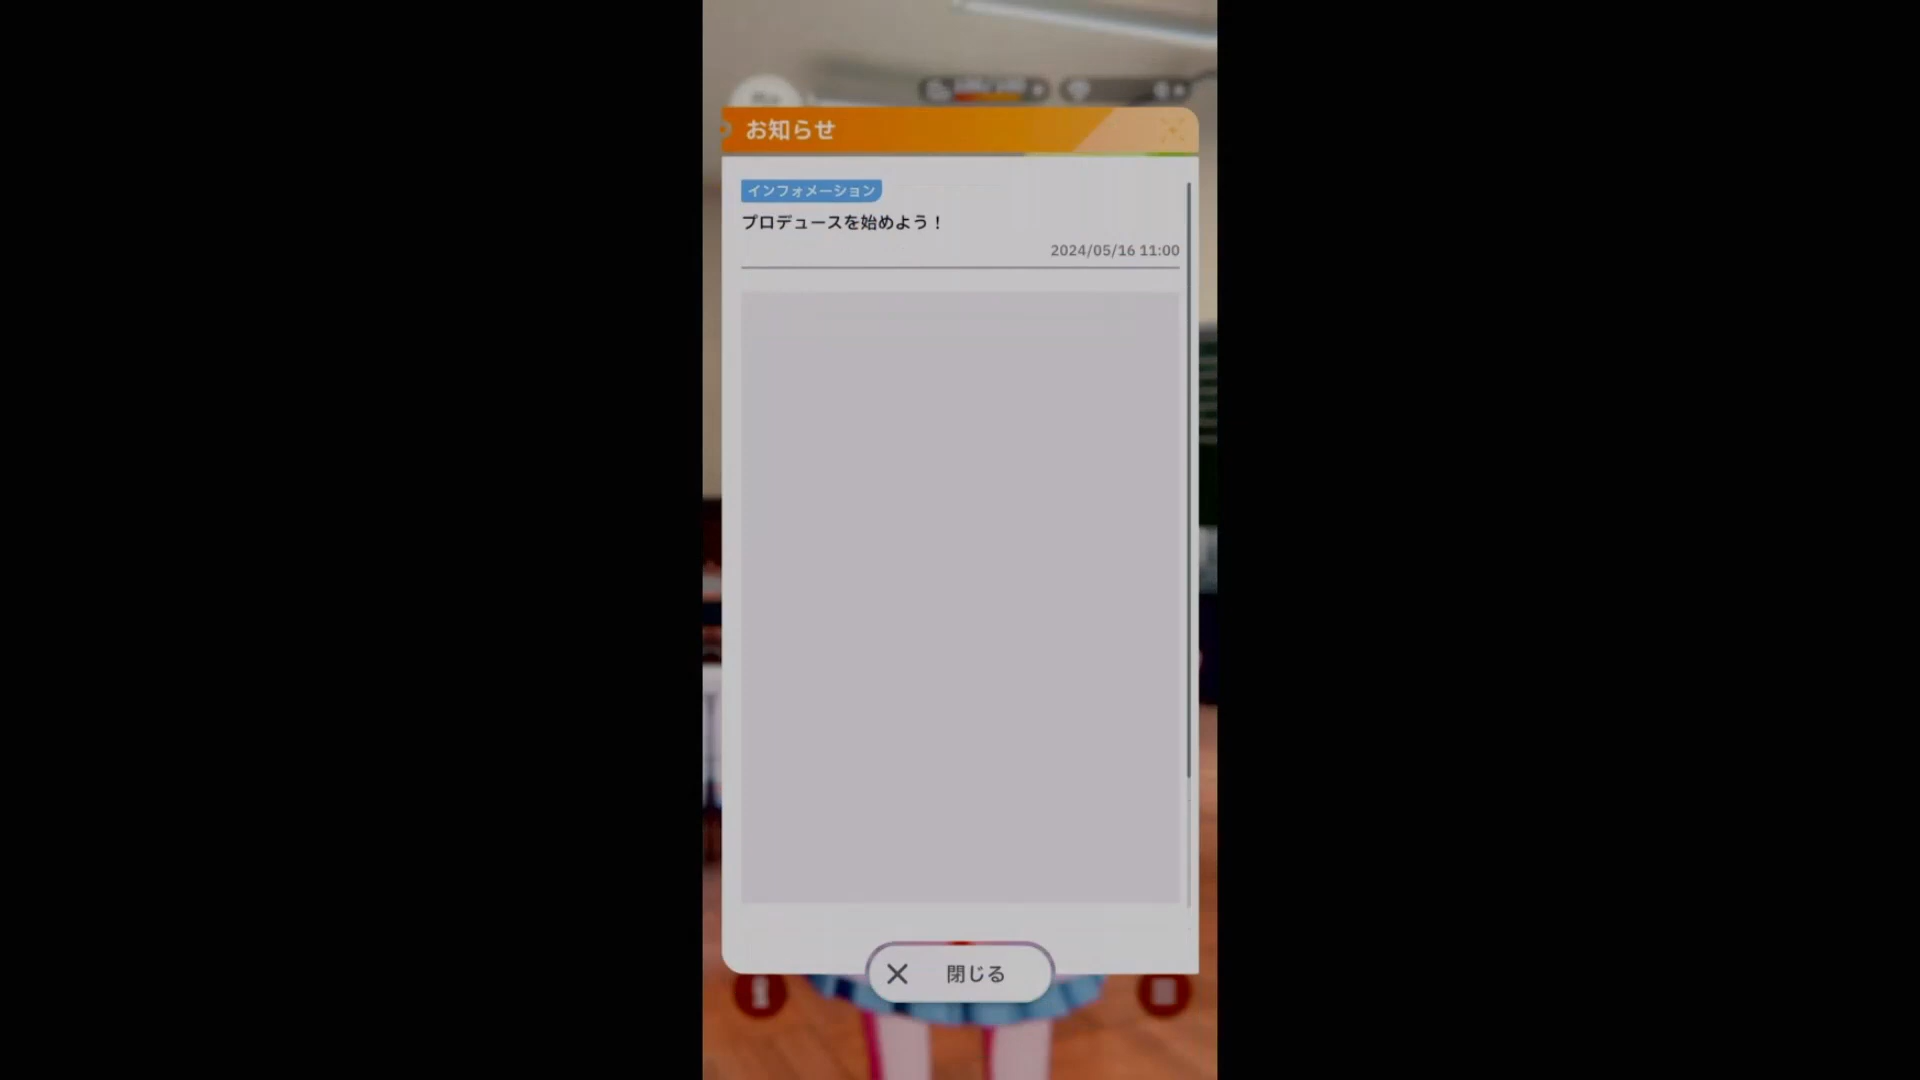 お知らせ
インフォメーション
プロデュースを始めよう！
2024/05/16 11:00
閉じる